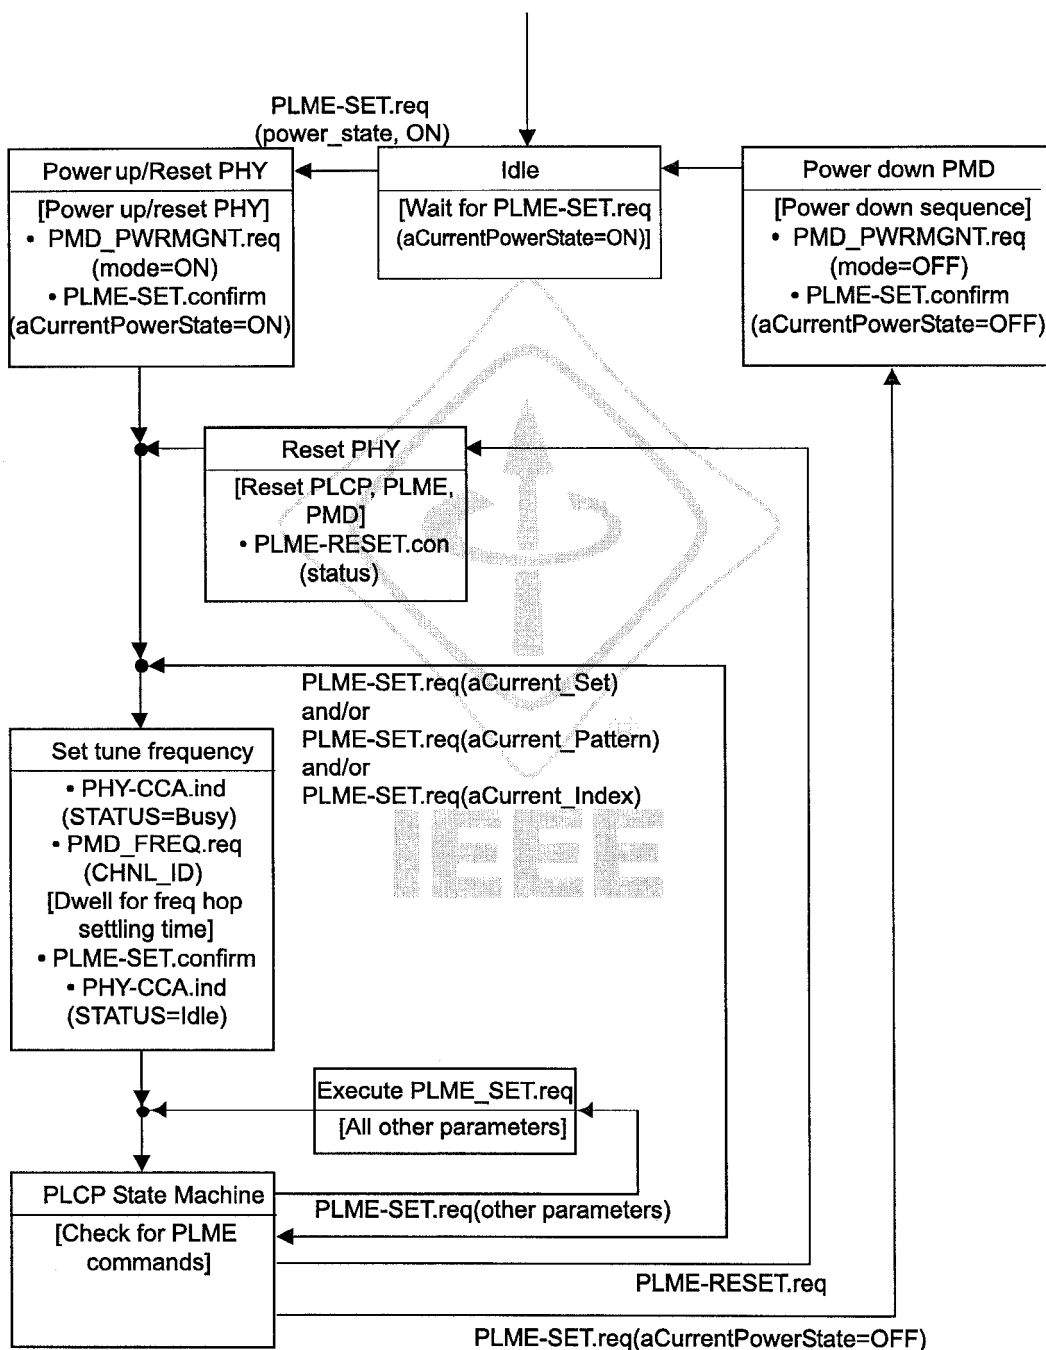 PLME-SET.req
(power_state, ON)
Power up/Reset PHY
[Power up/reset PHY]
• PMD_PWRMGNT.req
(mode=ON)
• PLME-SET.confirm
(aCurrentPowerState=ON)
Idle
[Wait for PLME-SET.req
(aCurrentPowerState=ON)]
Power down PMD
[Power down sequence]
• PMD_PWRMGNT.req
(mode=OFF)
• PLME-SET.confirm
(aCurrentPowerState=OFF)
Reset PHY
[Reset PLCP, PLME,
PMD]
• PLME-RESET.con
(status)
PLME-SET.req(aCurrent_Set)
and/or
PLME-SET.req(aCurrent_Pattern)
and/or
PLME-SET.req(aCurrent_Index)
IEEE
Set tune frequency
• PHY-CCA.ind
(STATUS=Busy)
• PMD_FREQ.req
(CHNL_ID)
[Dwell for freq hop
settling time]
• PLME-SET.confirm
• PHY-CCA.ind
(STATUS=Idle)
Execute PLME_SET.req
[All other parameters]
PLCP State Machine
[Check for PLME
commands]
PLME-SET.req(other parameters)
PLME-RESET.req
PLME-SET.req(aCurrentPowerState=OFF)